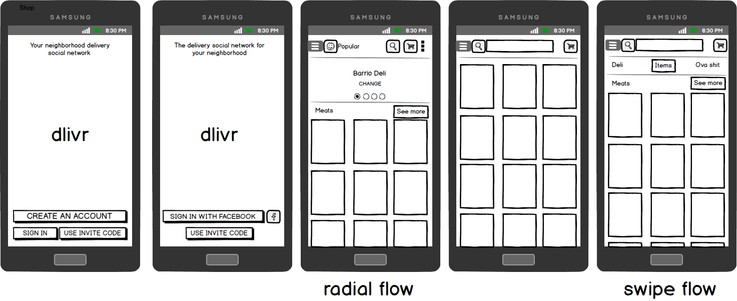 Shop
SAMSUNG
8:30 PM
Your neighborhood delivery
social network
dlivr
CREATE AN ACCOUNT
SIGN IN
USE INVITE CODE
SAMSUNG
8:30 PM
The delivery social network for
your neighborhood
dlivr
SIGN IN WITH FACEBOOK
f
USE INVITE CODE
SAMSUNG
8:30 PM
Popular
Barrio Deli
CHANGE
Meats
See more
radial flow
SAMSUNG
8:30 PM
SAMSUNG
8:30 PM
Deli
Items
Ova shit
Meats
See more
swipe flow